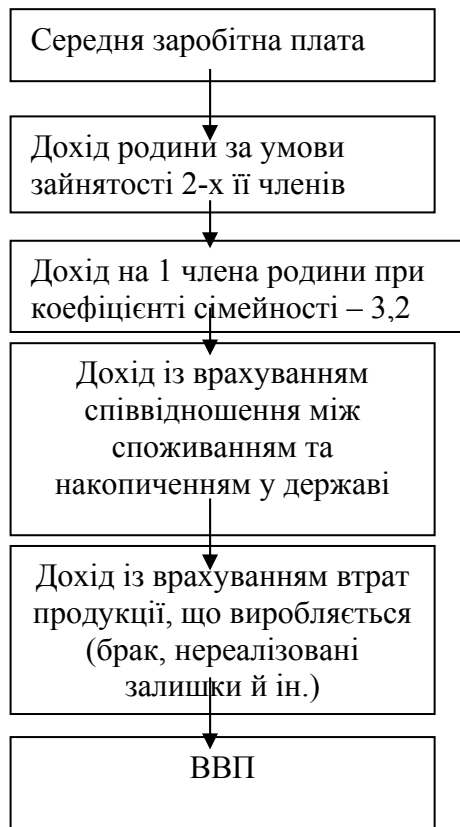 Середня заробітна плата
Дохід родини за умови
зайнятості 2-х її членів
Дохід на 1 члена родини при
коефіцієнті сімейності – 3,2
Дохід із врахуванням
співвідношення між
споживанням та
накопиченням у державі
Дохід із врахуванням втрат
продукції, що виробляється
(брак, нереалізовані
залишки й ін.)
ВВП